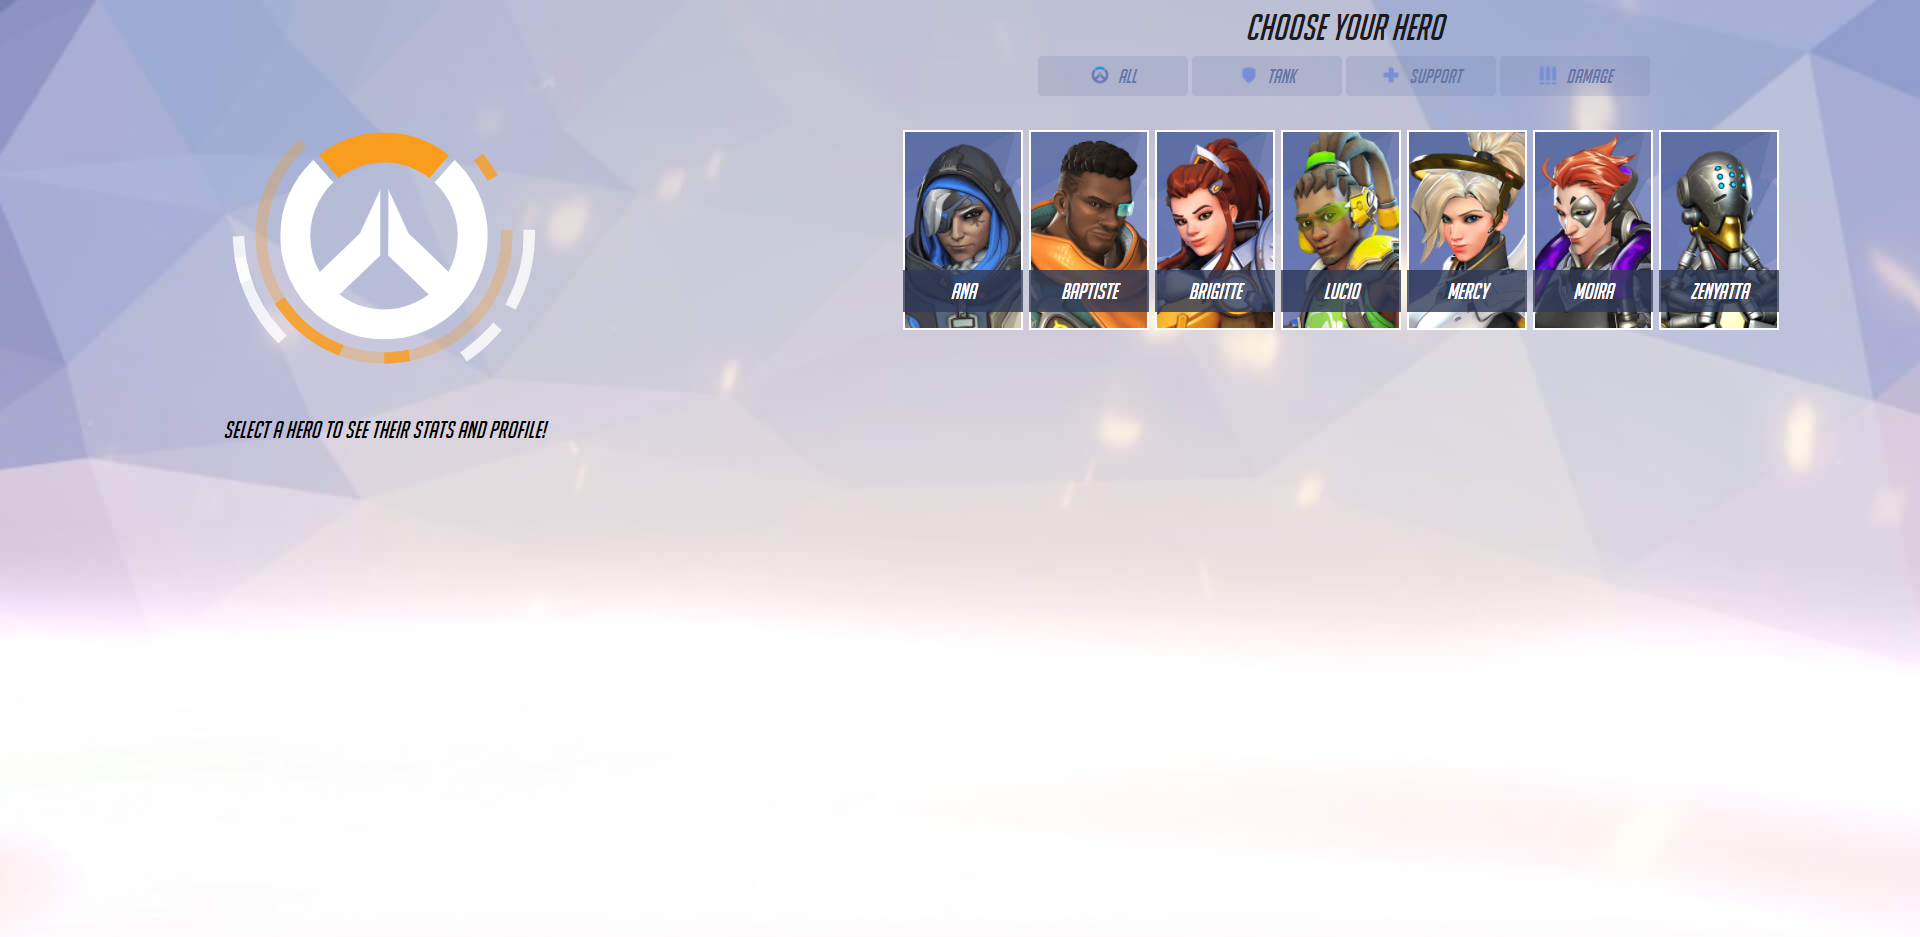 CHOOSE YOUR HERO
ALL
TANK
SUPPORT
DAMAGE
ANA
BAPTISTE
BRIGITTE
LUCIO
MERCY
MOIRA
ZENYATTA
SELECT A HERO TO SEE THEIR STATS AND PROFILE!